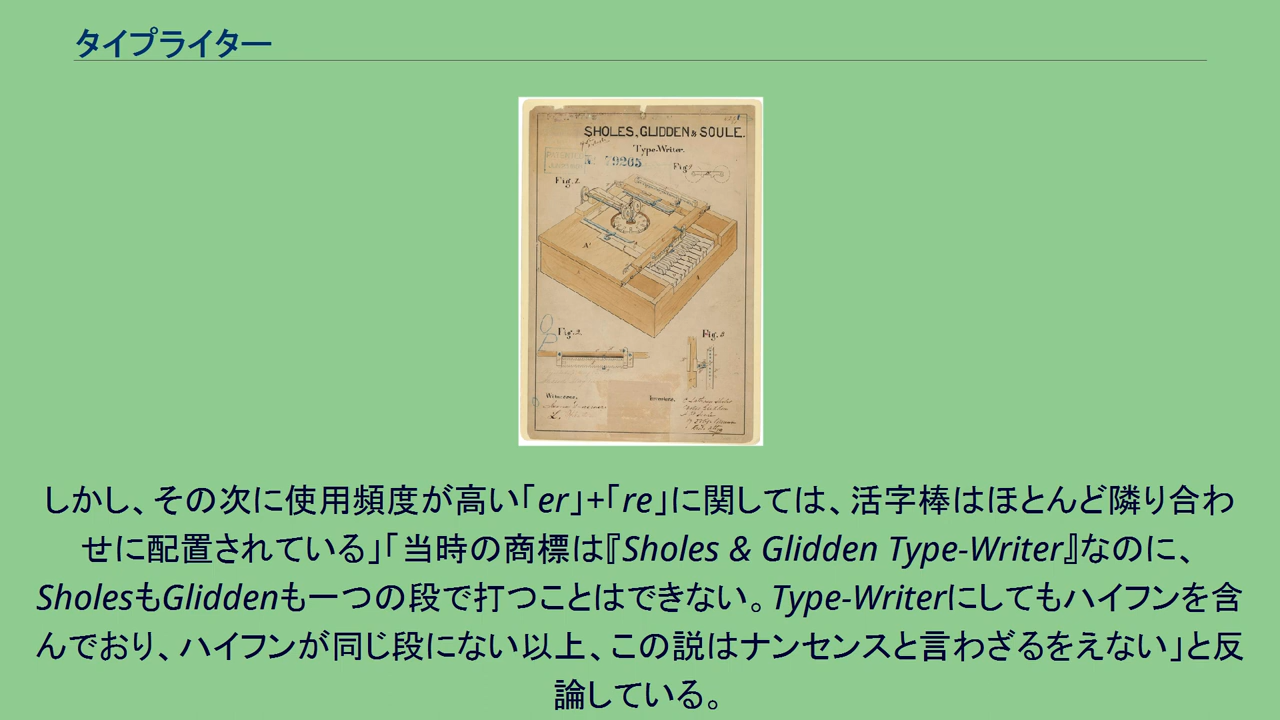 タイプライター
SHOLES, GLIDDEN & SOULE.
Type-Writer.
79265
Fig. 1.
Fig. 2.
Fig. 3
Witnesses,
Inventors.
しかし、その次に使用頻度が高い「er」+「re」に関しては、活字棒はほとんど隣り合わ
せに配置されている」「当時の商標は『Sholes & Glidden Type-Writer』なのに、
SholesもGliddenも一つの段で打つことはできない。Type-Writerにしてもハイフンを含
んでおり、ハイフンが同じ段にない以上、この説はナンセンスと言わざるをえない」と反
論している。